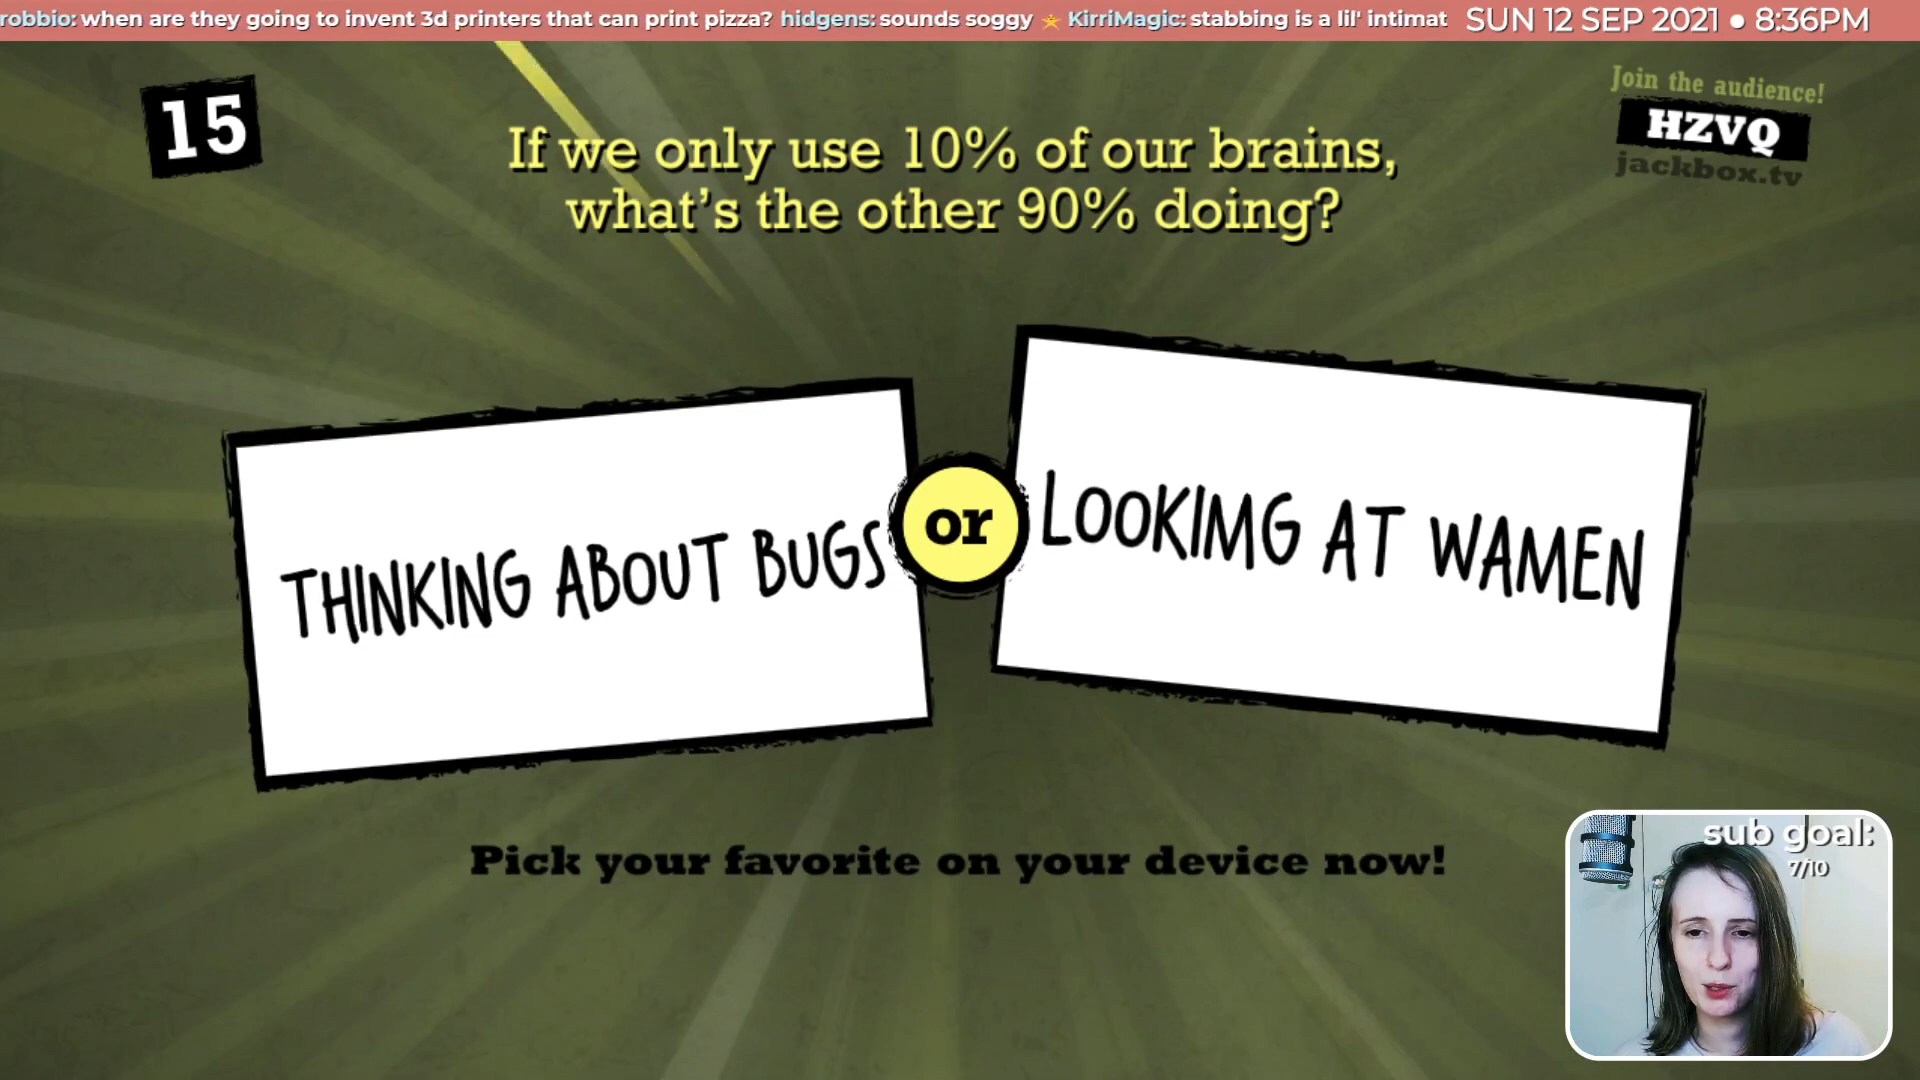 robbio: when are they going to invent 3d printers that can print pizza? hidgens: sounds soggy KirriMagic: stabbing is a lil' intimat
SUN 12 SEP 2021 ● 8:36PM
15
Join the audience!
HZVQ
jackbox.tv
If we only use 10% of our brains,
what's the other 90% doing?
THINKING ABOUT BUGS
or
LOOKIMG AT WAMEN
Pick your favorite on your device now!
sub goal:
7/10